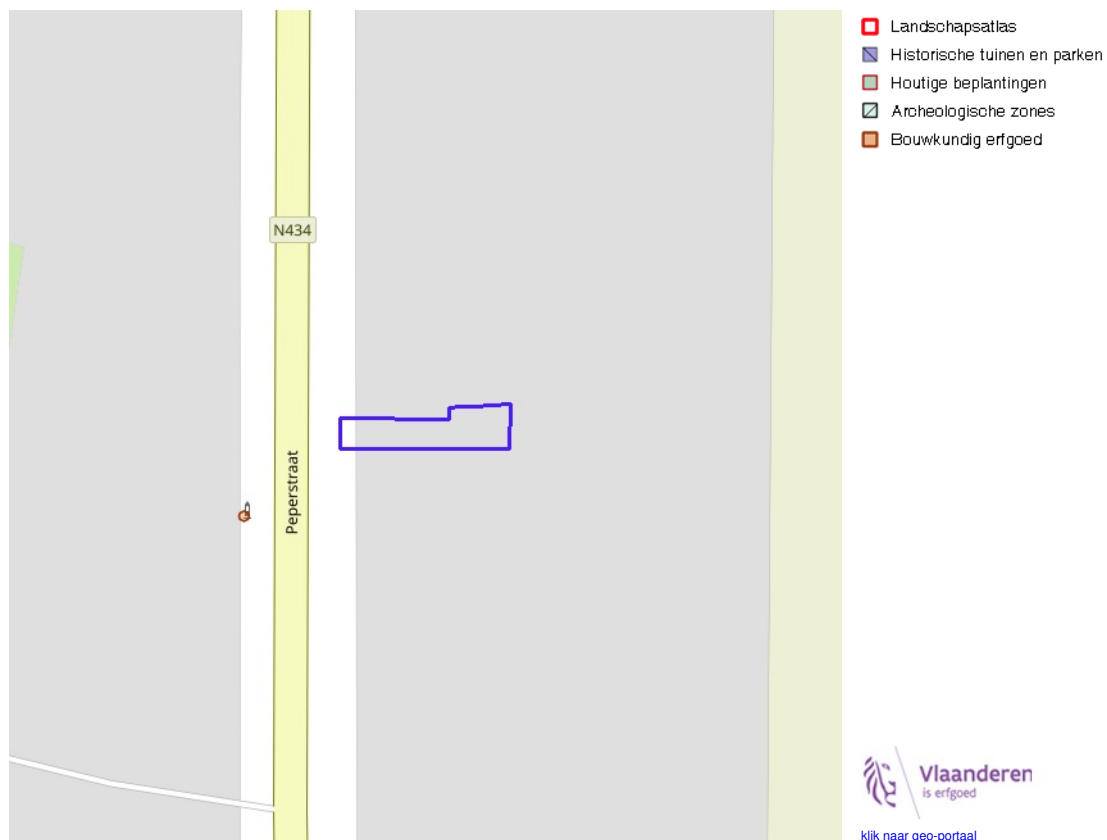 Landschapsatlas
Historische tuinen en parken
Houtige beplantingen
Archeologische zones
Bouwkundig erfgoed
N434
Peperstraat
Vlaanderen
is erfgoed
klik naar geo-portaal